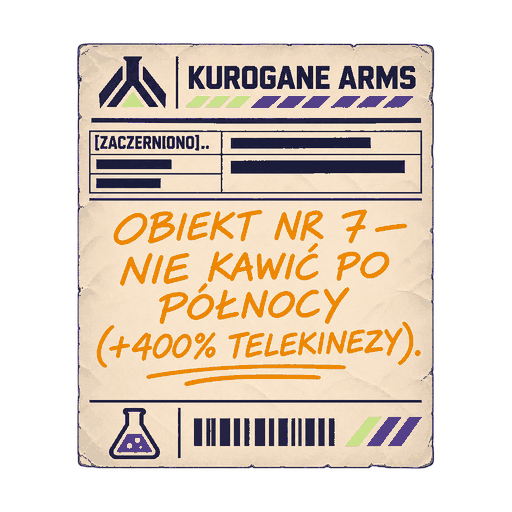 KUROGANE ARMS
[ZACZERNIONO]..
OBIEKT NR 7 —
NIE KAWIĆ PO
PÓŁNOCY
(+400% TELEKINEZY).